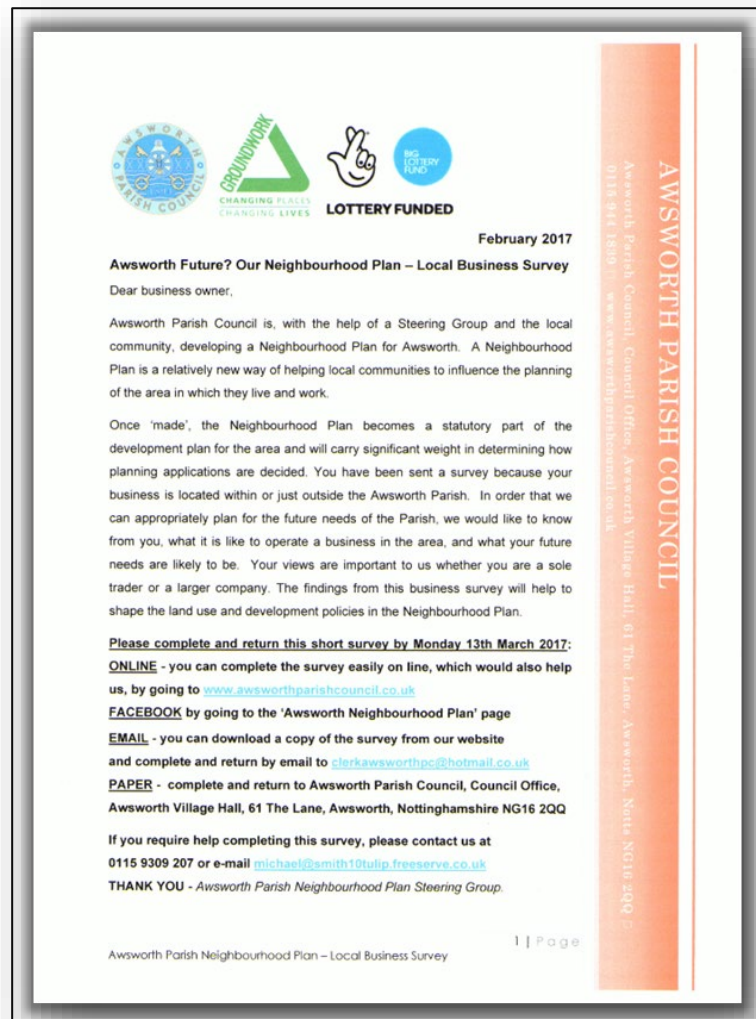 AWSWORTH
PARISH COUNCIL
GROUNDWORK
CHANGING PLACES
CHANGING LIVES
BIG
LOTTERY
FUND
LOTTERY FUNDED
February 2017
Awsworth Future? Our Neighbourhood Plan – Local Business Survey
Dear business owner,
Awsworth Parish Council is, with the help of a Steering Group and the local
community, developing a Neighbourhood Plan for Awsworth. A Neighbourhood
Plan is a relatively new way of helping local communities to influence the planning
of the area in which they live and work.
Once ‘made’, the Neighbourhood Plan becomes a statutory part of the
development plan for the area and will carry significant weight in determining how
planning applications are decided. You have been sent a survey because your
business is located within or just outside the Awsworth Parish. In order that we
can appropriately plan for the future needs of the Parish, we would like to know
from you, what it is like to operate a business in the area, and what your future
needs are likely to be. Your views are important to us whether you are a sole
trader or a larger company. The findings from this business survey will help to
shape the land use and development policies in the Neighbourhood Plan.
Please complete and return this short survey by Monday 13th March 2017:
ONLINE - you can complete the survey easily on line, which would also help
us, by going to www.awsworthparishcouncil.co.uk
FACEBOOK by going to the ‘Awsworth Neighbourhood Plan’ page
EMAIL - you can download a copy of the survey from our website
and complete and return by email to clerkawsworthpc@hotmail.co.uk
PAPER - complete and return to Awsworth Parish Council, Council Office,
Awsworth Village Hall, 61 The Lane, Awsworth, Nottinghamshire NG16 2QQ
If you require help completing this survey, please contact us at
0115 9309 207 or e-mail michael@smith10tulip.freeserve.co.uk
THANK YOU - Awsworth Parish Neighbourhood Plan Steering Group.
1 | Page
Awsworth Parish Neighbourhood Plan – Local Business Survey
AWSWORTH PARISH COUNCIL
Awsworth Parish Council, Council Office, Awsworth Village Hall, 61 The Lane, Awsworth, Notts NG16 2QQ
0115 944 1839 www.awsworthparishcouncil.co.uk